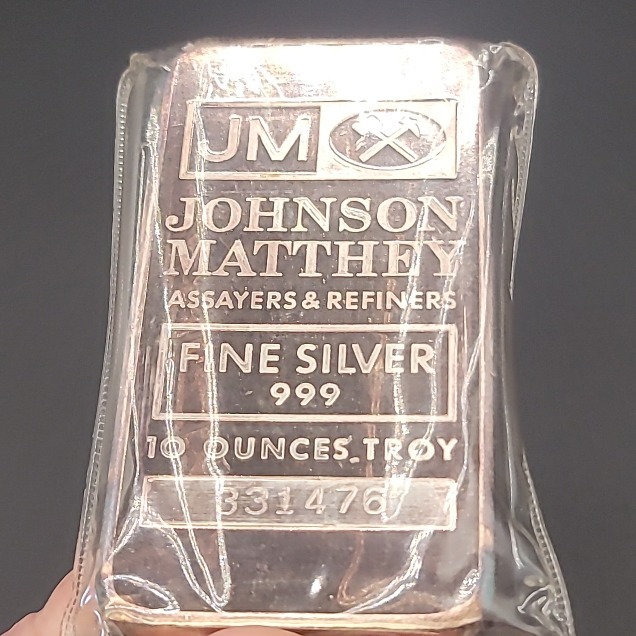 JM
JOHNSON
MATTHEY
ASSAYERS & REFINERS
FINE SILVER
999
10 OUNCES TROY
331476